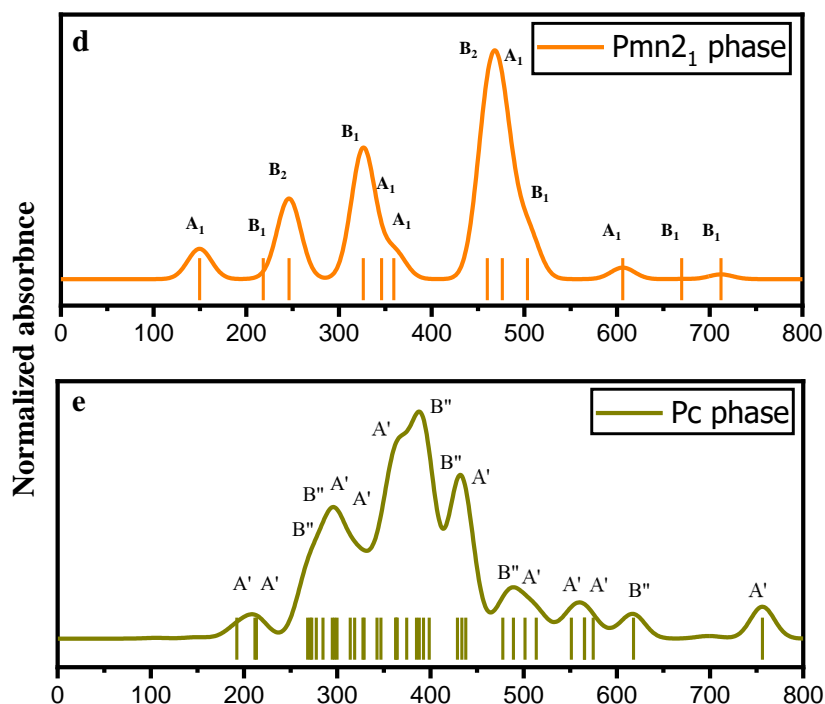 Normalized absorbnce
d
Pmn2₁ phase
B₂ A₁
B₁
B₂
A₁
A₁
B₁
A₁ B₁
A₁ B₁ B₁
0 100 200 300 400 500 600 700 800
e
Pc phase
B"
A'
B" A' A'
B" A'
B"
A' A'
B" A'
A' A' B" A'
0 100 200 300 400 500 600 700 800